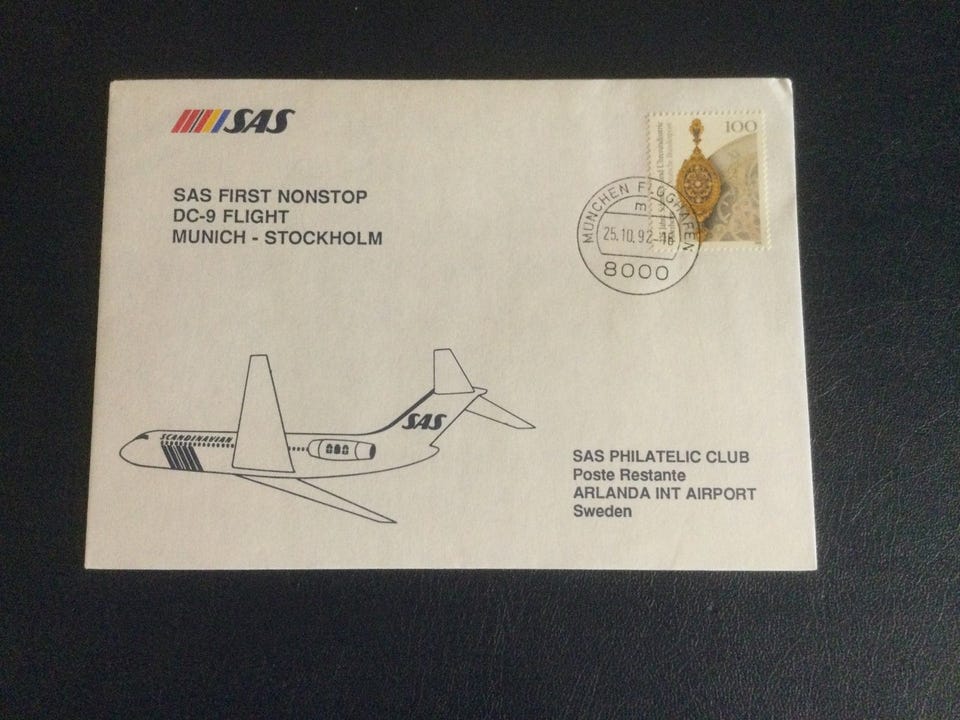 SAS
SAS FIRST NONSTOP
DC-9 FLIGHT
MUNICH - STOCKHOLM
100
MÜNCHEN FLUGHAFEN
m
25.10.92-16
8000
SCANDINAVIAN
SAS
SAS PHILATELIC CLUB
Poste Restante
ARLANDA INT AIRPORT
Sweden